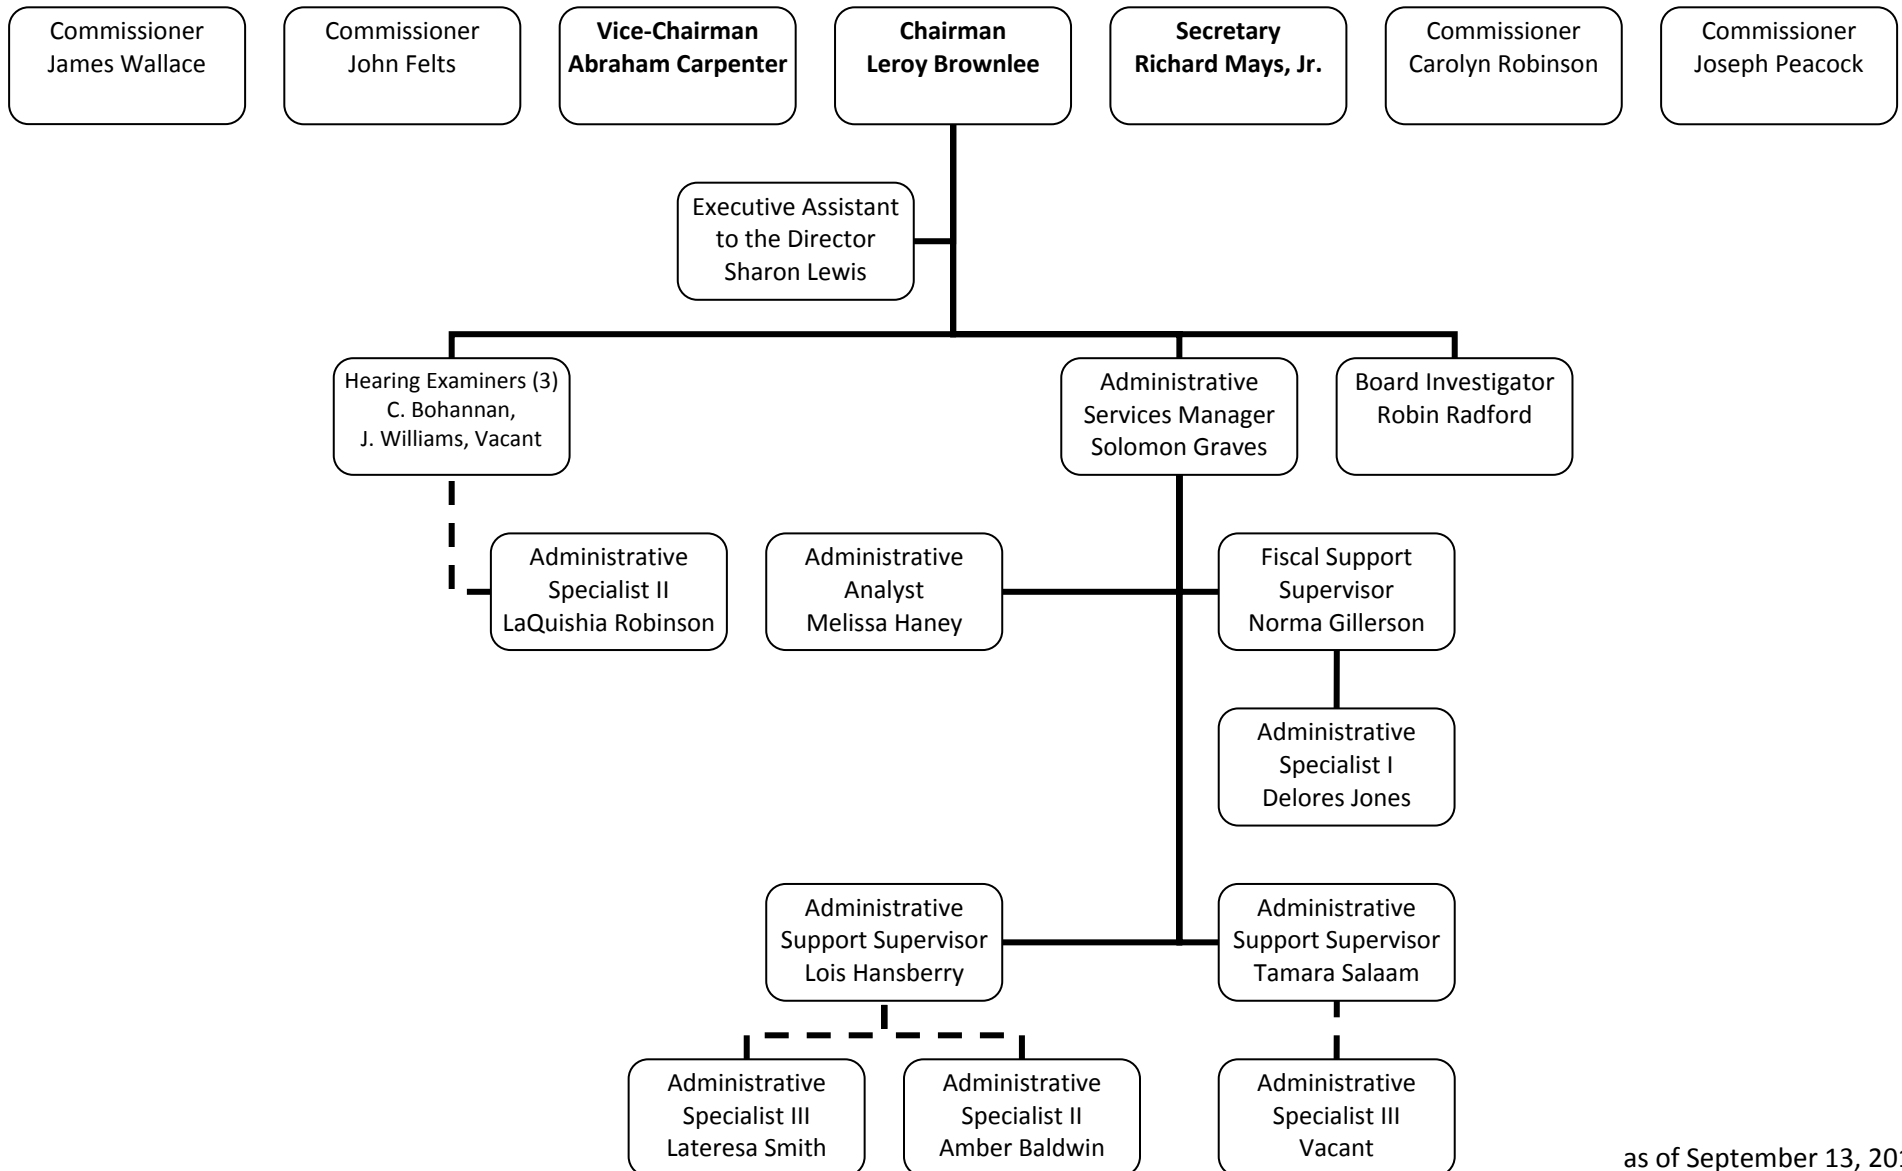 Commissioner
James Wallace
Commissioner
John Felts
Vice-Chairman
Abraham Carpenter
Chairman
Leroy Brownlee
Secretary
Richard Mays, Jr.
Commissioner
Carolyn Robinson
Commissioner
Joseph Peacock
Executive Assistant
to the Director
Sharon Lewis
Hearing Examiners (3)
C. Bohannan,
J. Williams, Vacant
Administrative
Services Manager
Solomon Graves
Board Investigator
Robin Radford
Administrative
Specialist II
LaQuishia Robinson
Administrative
Analyst
Melissa Haney
Fiscal Support
Supervisor
Norma Gillerson
Administrative
Specialist I
Delores Jones
Administrative
Support Supervisor
Lois Hansberry
Administrative
Support Supervisor
Tamara Salaam
Administrative
Specialist III
Lateresa Smith
Administrative
Specialist II
Amber Baldwin
Administrative
Specialist III
Vacant
as of September 13,